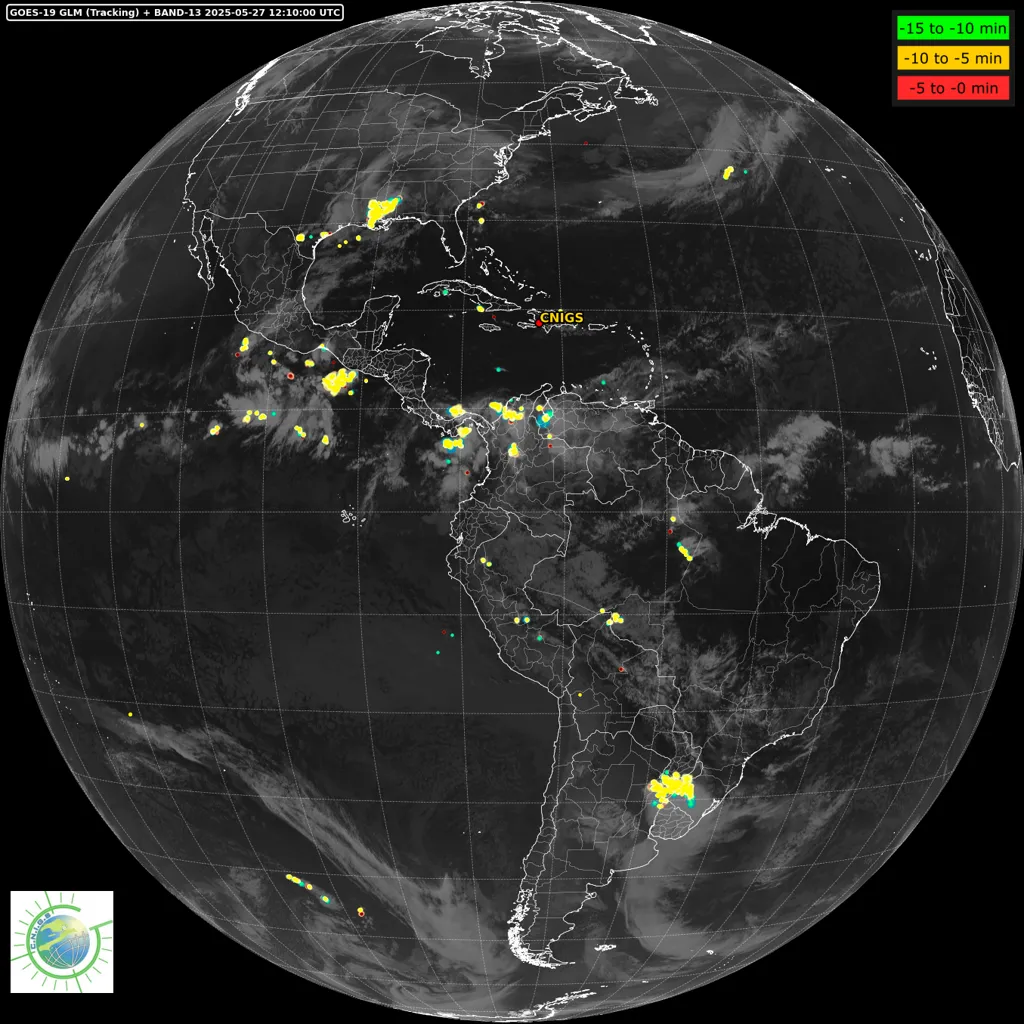 GOES-19 GLM (Tracking) + BAND-13 2025-05-27 12:10:00 UTC
-15 to -10 min
-10 to -5 min
-5 to -0 min
CNIGS
C.N.I.G.S